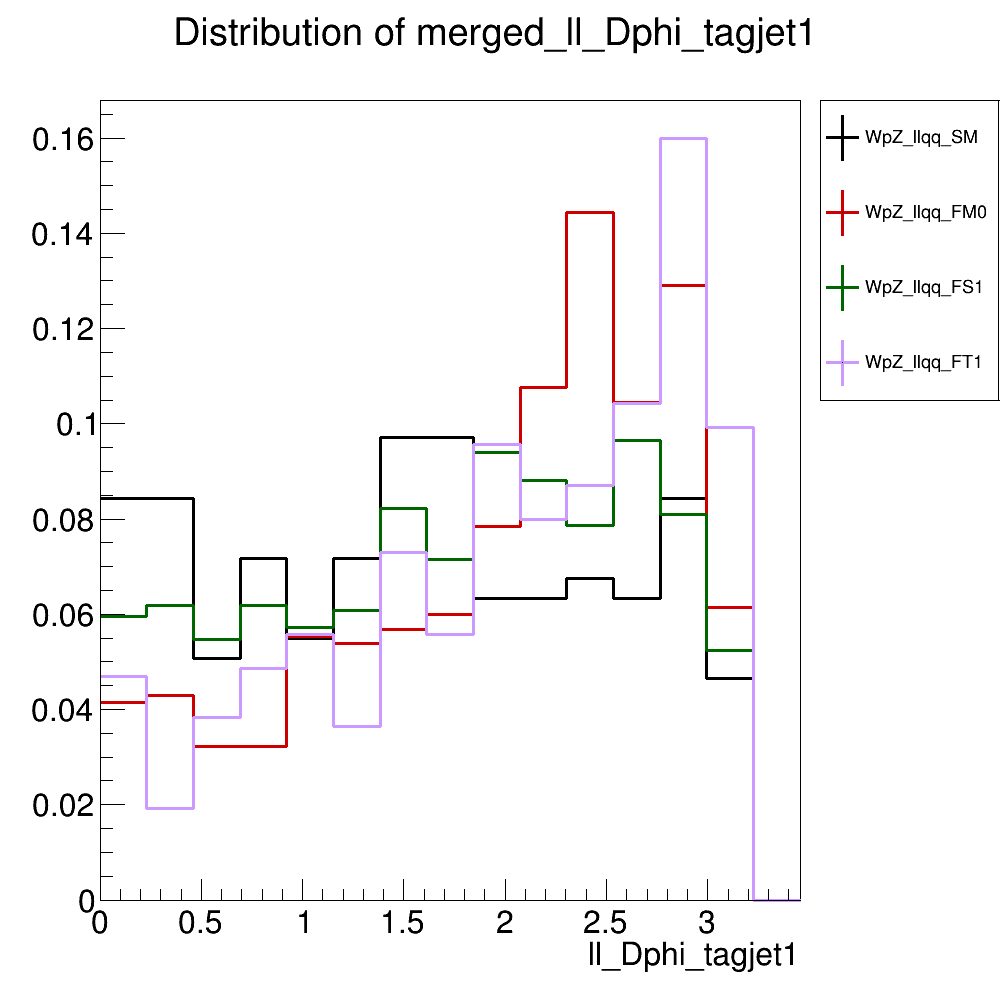 Distribution of merged_ll_Dphi_tagjet1
0.16
0.14
0.12
0.1
0.08
0.06
0.04
0.02
0
0 0.5 1 1.5 2 2.5 3
ll_Dphi_tagjet1
WpZ_llqq_SM
WpZ_llqq_FM0
WpZ_llqq_FS1
WpZ_llqq_FT1